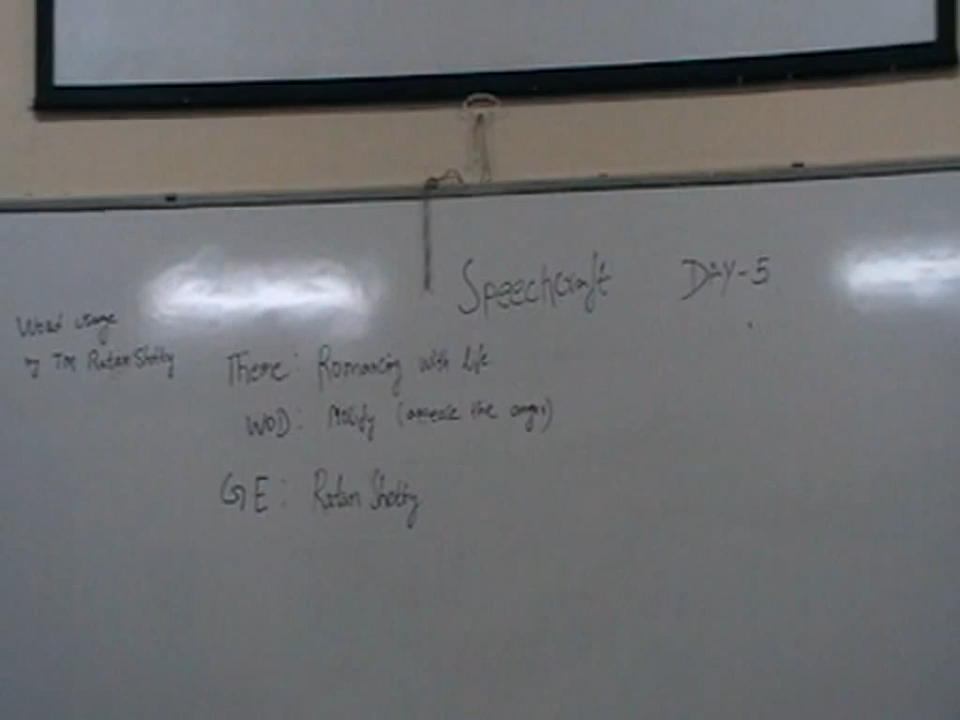 Speechcraft DAY-5
Word usage
by TM Ratan Shetty
Theme: Romancing with Life
WOD: Mollify (appease the anger)
GE: Ratan Shetty